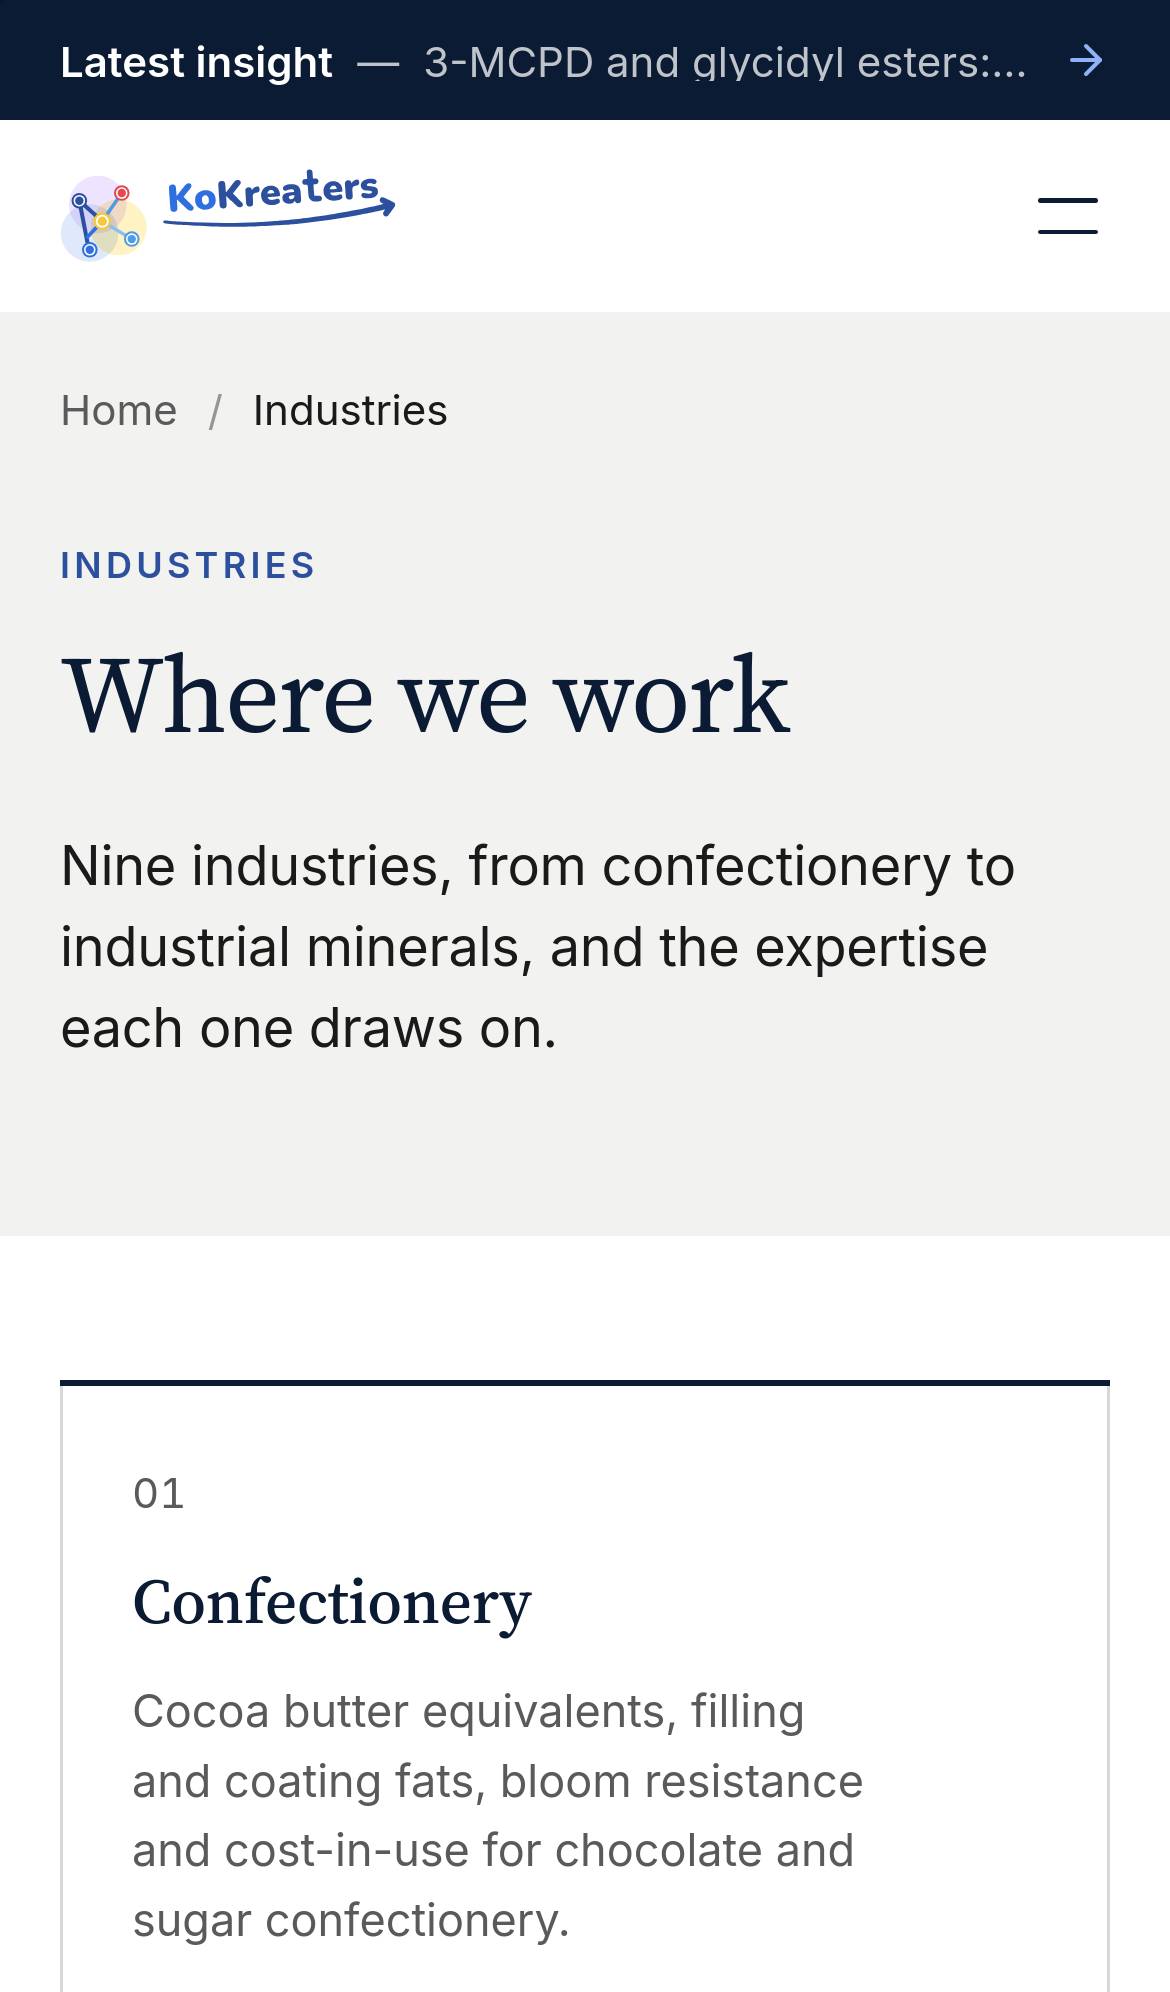 Latest insight — 3-MCPD and glycidyl esters:...
KoKreaters
Home / Industries
INDUSTRIES
Where we work
Nine industries, from confectionery to
industrial minerals, and the expertise
each one draws on.
01
Confectionery
Cocoa butter equivalents, filling
and coating fats, bloom resistance
and cost-in-use for chocolate and
sugar confectionery.